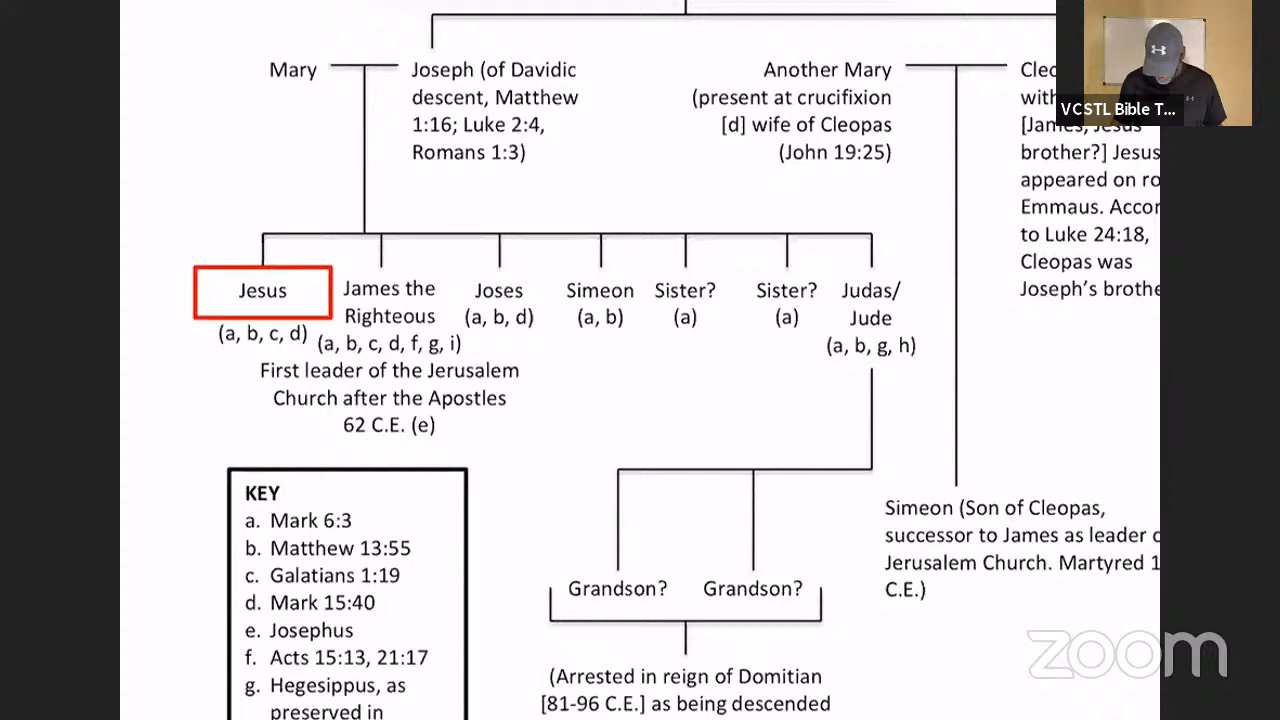 Mary
Joseph (of Davidic
descent, Matthew
1:16; Luke 2:4,
Romans 1:3)
Another Mary
(present at crucifixion
[d] wife of Cleopas
(John 19:25)
with
[James, Jesus
brother?] Jesus
appeared on
Emmaus.
to Luke 24:18,
Cleopas was
Joseph's
VCSTL Bible T...
Jesus
(a, b, c, d)
James the
Righteous
(a, b, c, d, f, g, i)
First leader of the Jerusalem
Church after the Apostles
62 C.E. (e)
Joses
(a, b, d)
Simeon
(a, b)
Sister?
(a)
Sister?
(a)
Judas/
Jude
(a, b, g, h)
KEY
a. Mark 6:3
b. Matthew 13:55
c. Galatians 1:19
d. Mark 15:40
e. Josephus
f. Acts 15:13, 21:17
g. Hegesippus, as
preserved in
Grandson?
Grandson?
(Arrested in reign of Domitian
[81-96 C.E.] as being descended
Simeon (Son of Cleopas,
successor to James as leader
Jerusalem Church. Martyred
C.E.)
zoom